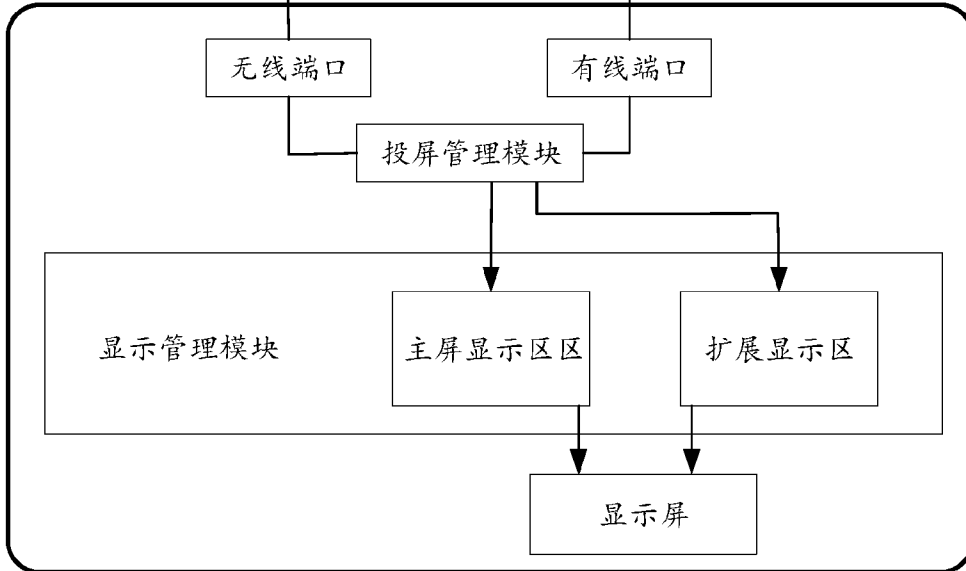 无线端口
有线端口
投屏管理模块
显示管理模块
主屏显示区区
扩展显示区
显示屏